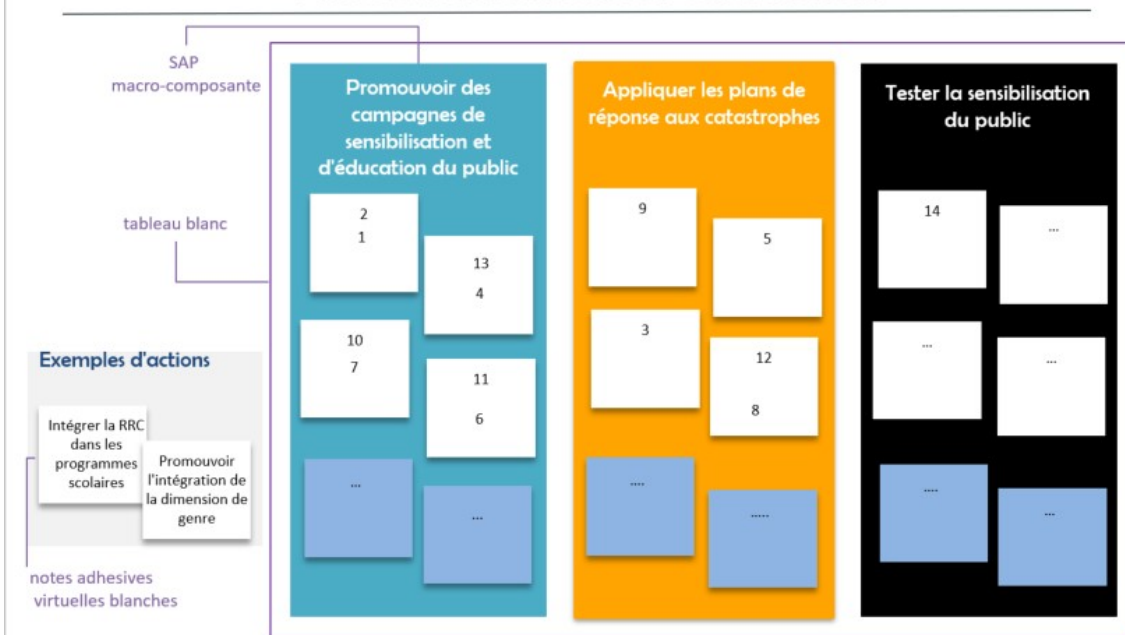 SAP
macro-composante
tableau blanc
Exemples d'actions
Intégrer la RRC
dans les
programmes
scolaires
Promouvoir
l'intégration de
la dimension de
genre
notes adhesives
virtuelles blanches
Promouvoir des
campagnes de
sensibilisation et
d'éducation du public
2
1
13
4
10
7
11
6
...
...
Appliquer les plans de
réponse aux catastrophes
9
5
3
12
8
....
.....
Tester la sensibilisation
du public
14
...
...
...
....
...